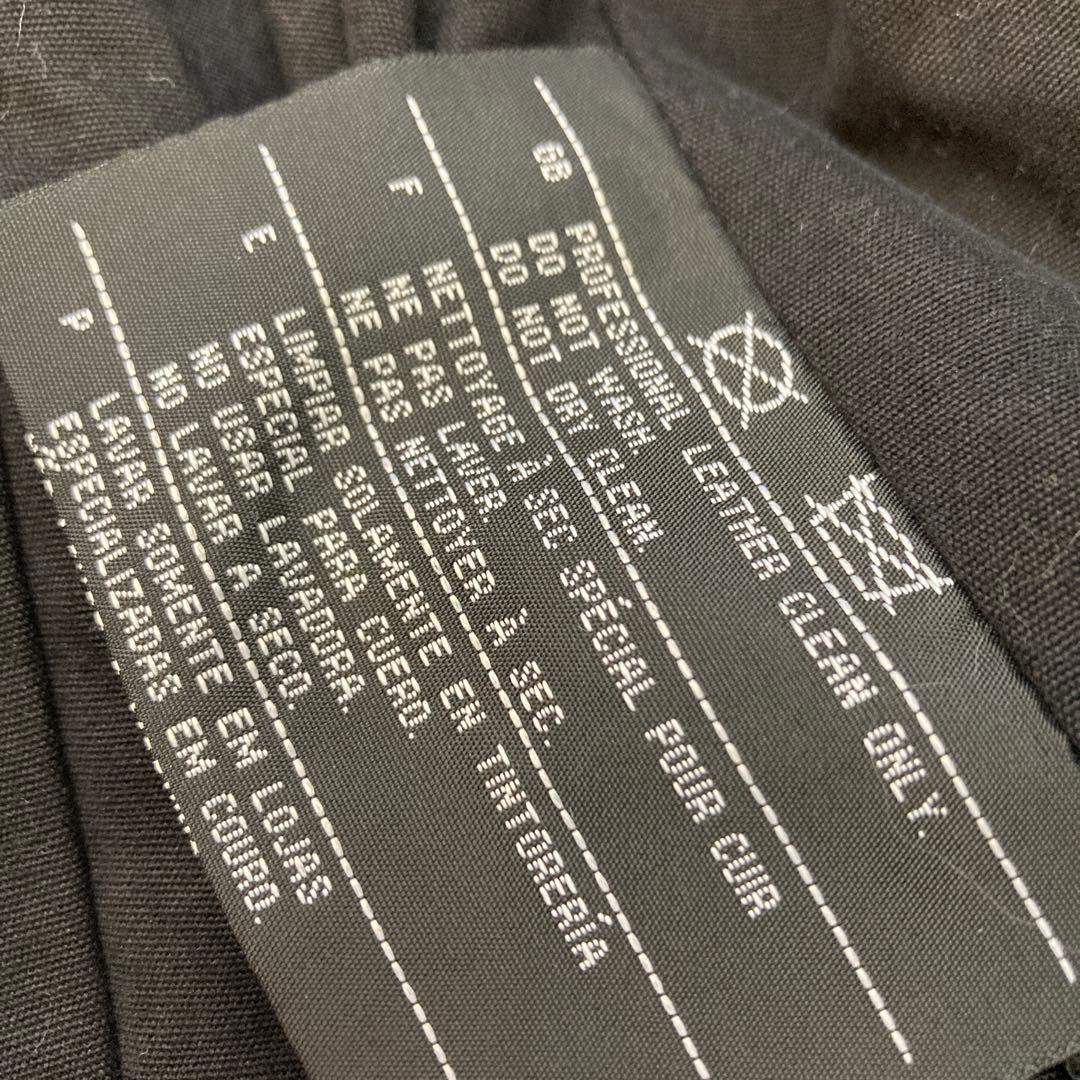 GB
PROFESSIONAL LEATHER CLEAN ONLY.
DO NOT WASH.
DO NOT DRY CLEAN.
F
NETTOYAGE À SEC SPÉCIAL POUR CUIR
NE PAS LAVER.
NE PAS NETTOYER À SEC.
E
LIMPIAR SOLAMENTE EN TINTORERÍA
ESPECIAL PARA CUERO.
NO USAR LAVADURA.
NO LAVAR A SECO.
P
LAVAR SOMENTE EM LOJAS
ESPECIALIZADAS EM COURO.